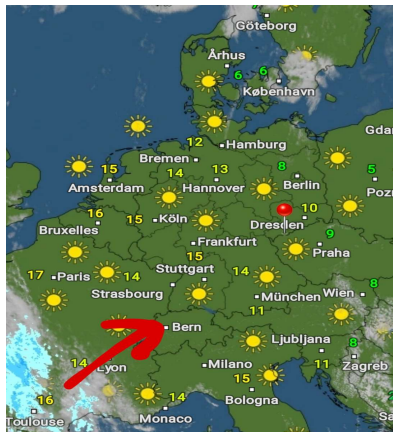 Göteborg
Århus
6 6
København
12
Hamburg
Gda
Bremen
15
14
13
8
5
Amsterdam
Hannover
Berlin
Pozn
16
15
Köln
10
Dresden
Bruxelles
Frankfurt
9
Praha
15
Stuttgart
17
Paris
14
14
8
Strasbourg
München
Wien
11
Bern
Ljubljana
8
14
Lyon
Milano
11
Zagreb
15
16
14
Bologna
Toulouse
Monaco